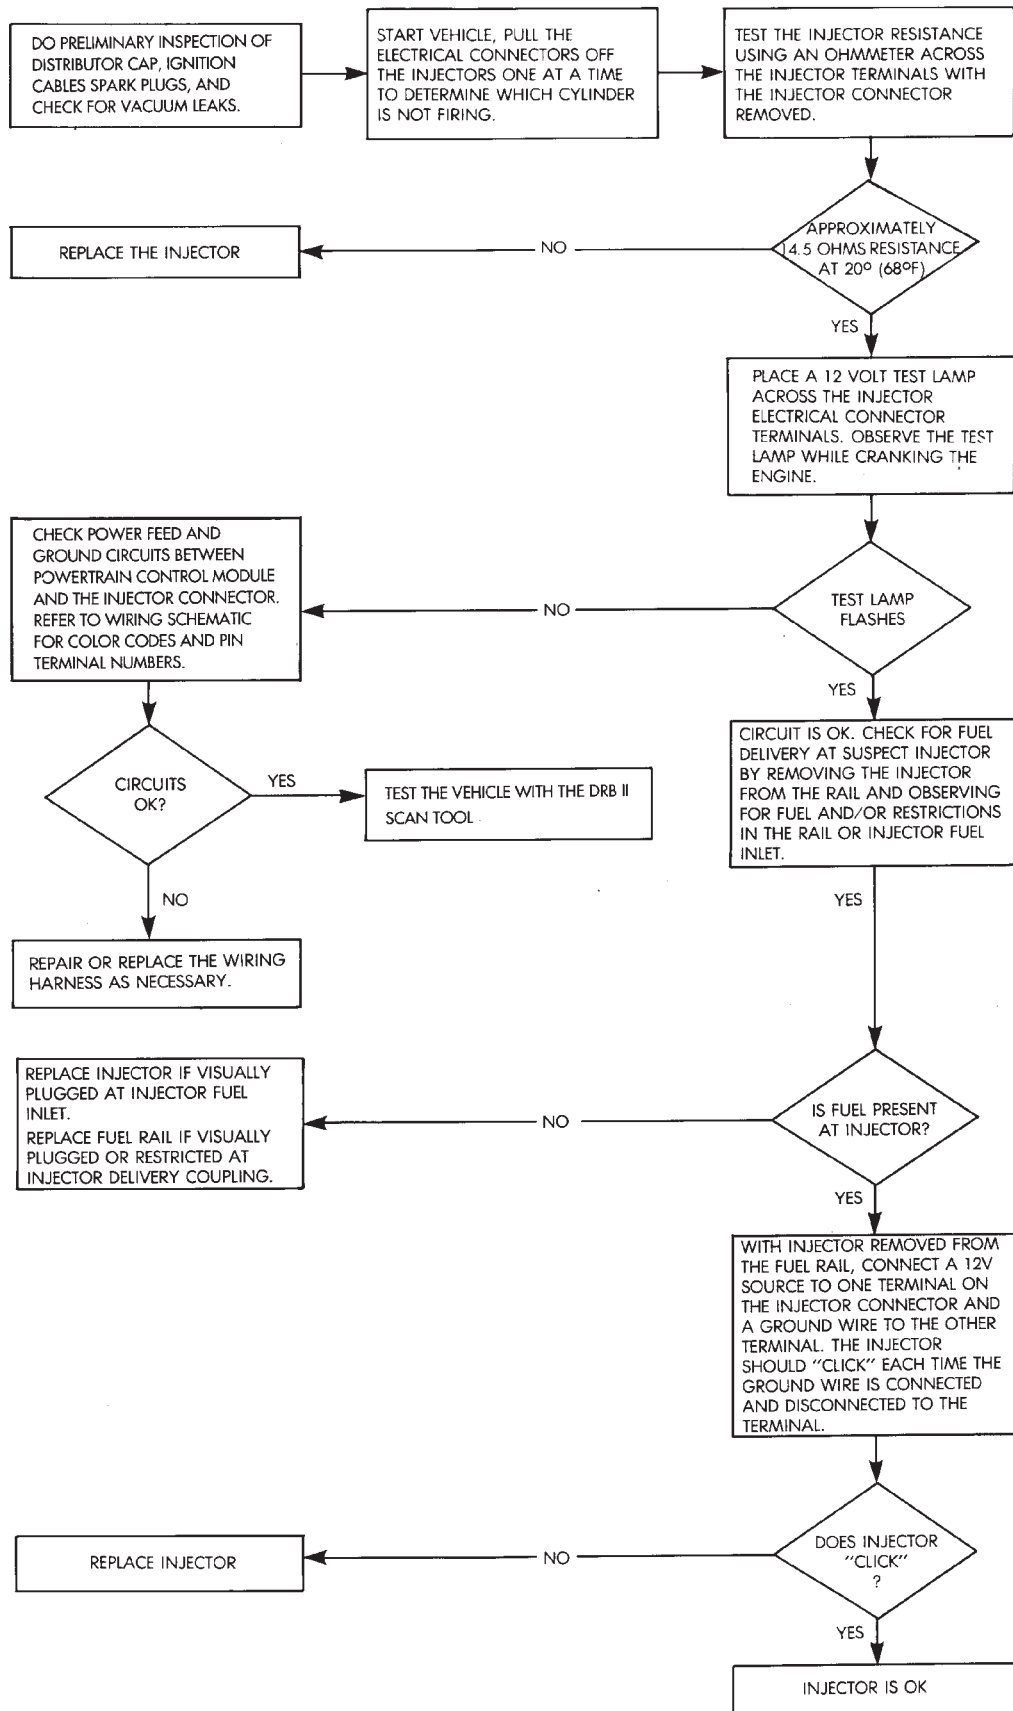 DO PRELIMINARY INSPECTION OF
DISTRIBUTOR CAP, IGNITION
CABLES SPARK PLUGS, AND
CHECK FOR VACUUM LEAKS.
START VEHICLE, PULL THE
ELECTRICAL CONNECTORS OFF
THE INJECTORS ONE AT A TIME
TO DETERMINE WHICH CYLINDER
IS NOT FIRING.
TEST THE INJECTOR RESISTANCE
USING AN OHMMETER ACROSS
THE INJECTOR TERMINALS WITH
THE INJECTOR CONNECTOR
REMOVED.
APPROXIMATELY
14.5 OHMS RESISTANCE
AT 20º (68ºF)
NO
REPLACE THE INJECTOR
YES
PLACE A 12 VOLT TEST LAMP
ACROSS THE INJECTOR
ELECTRICAL CONNECTOR
TERMINALS. OBSERVE THE TEST
LAMP WHILE CRANKING THE
ENGINE.
TEST LAMP
FLASHES
NO
CHECK POWER FEED AND
GROUND CIRCUITS BETWEEN
POWERTRAIN CONTROL MODULE
AND THE INJECTOR CONNECTOR.
REFER TO WIRING SCHEMATIC
FOR COLOR CODES AND PIN
TERMINAL NUMBERS.
CIRCUITS
OK?
YES
TEST THE VEHICLE WITH THE DRB II
SCAN TOOL
NO
REPAIR OR REPLACE THE WIRING
HARNESS AS NECESSARY.
YES
CIRCUIT IS OK. CHECK FOR FUEL
DELIVERY AT SUSPECT INJECTOR
BY REMOVING THE INJECTOR
FROM THE RAIL AND OBSERVING
FOR FUEL AND/OR RESTRICTIONS
IN THE RAIL OR INJECTOR FUEL
INLET.
YES
IS FUEL PRESENT
AT INJECTOR?
NO
REPLACE INJECTOR IF VISUALLY
PLUGGED AT INJECTOR FUEL
INLET.
REPLACE FUEL RAIL IF VISUALLY
PLUGGED OR RESTRICTED AT
INJECTOR DELIVERY COUPLING.
YES
WITH INJECTOR REMOVED FROM
THE FUEL RAIL, CONNECT A 12V
SOURCE TO ONE TERMINAL ON
THE INJECTOR CONNECTOR AND
A GROUND WIRE TO THE OTHER
TERMINAL. THE INJECTOR
SHOULD "CLICK" EACH TIME THE
GROUND WIRE IS CONNECTED
AND DISCONNECTED TO THE
TERMINAL.
DOES INJECTOR
"CLICK"
?
NO
REPLACE INJECTOR
YES
INJECTOR IS OK